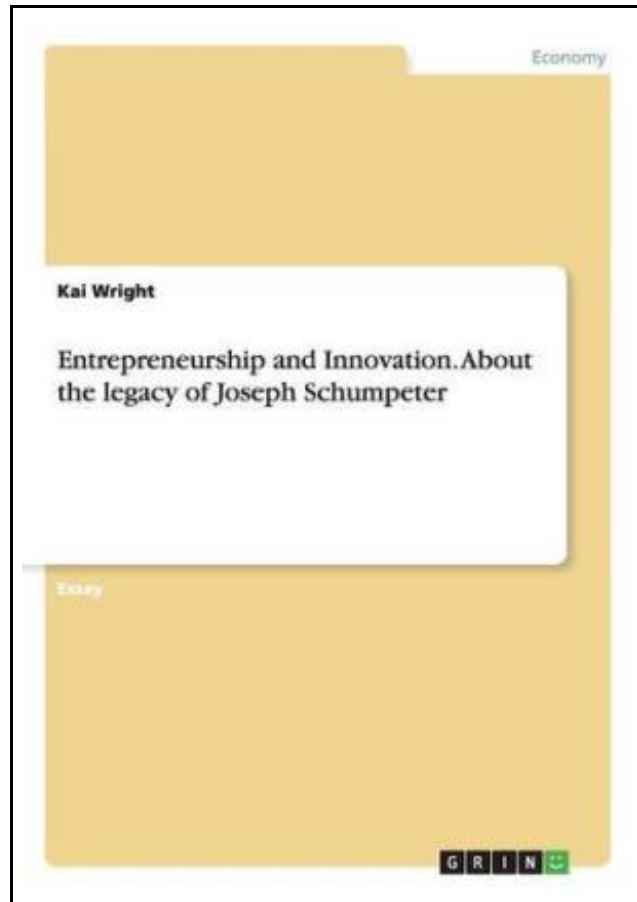 Economy
Kai Wright
Entrepreneurship and Innovation. About
the legacy of Joseph Schumpeter
Essay
GRIN